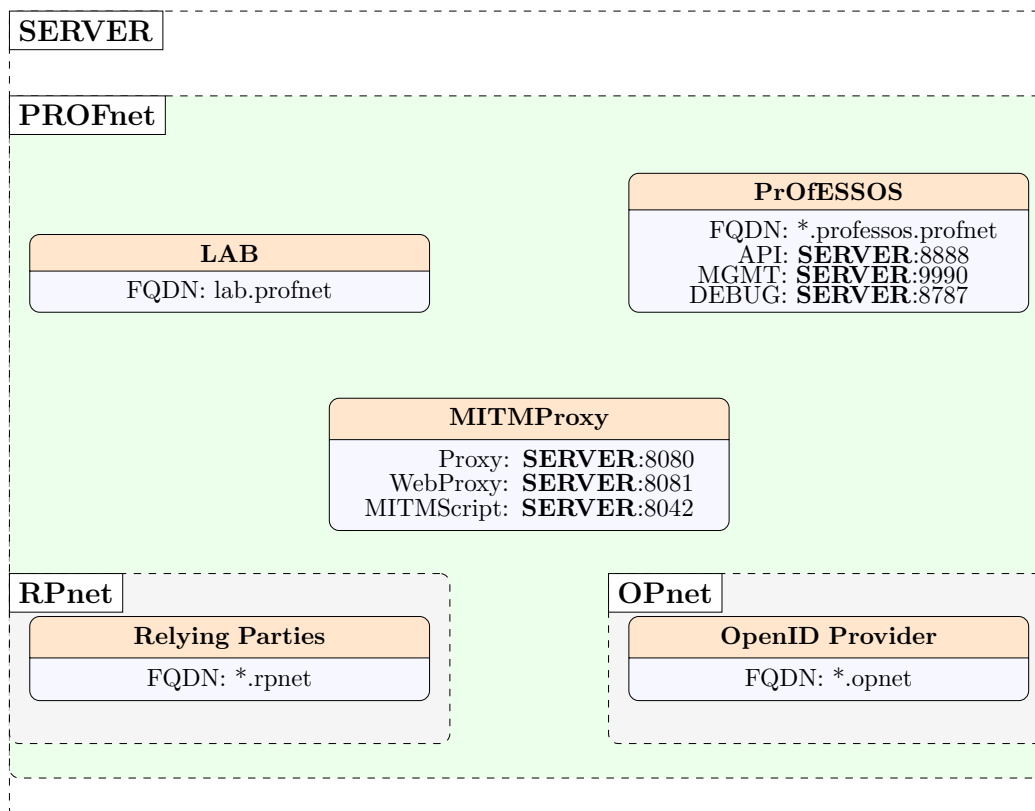 SERVER
PROFnet
PrOfESSOS
FQDN: *.professos.profnet
API: SERVER:8888
MGMT: SERVER:9990
DEBUG: SERVER:8787
LAB
FQDN: lab.profnet
MITMProxy
Proxy: SERVER:8080
WebProxy: SERVER:8081
MITMScript: SERVER:8042
RPnet
Relying Parties
FQDN: *.rpnet
OPnet
OpenID Provider
FQDN: *.opnet